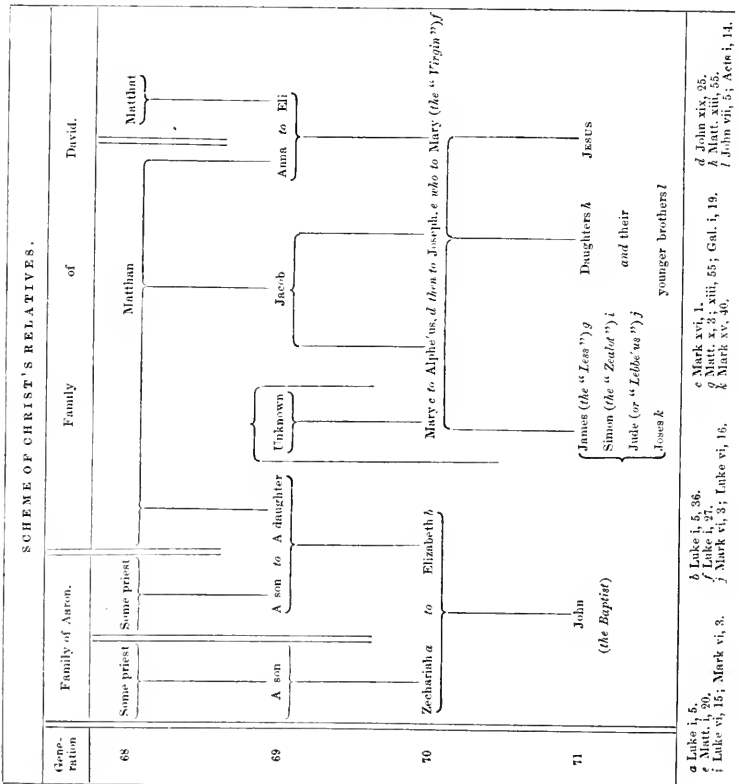 SCHEME OF CHRIST'S RELATIVES.
Gene-
ration
Family of Aaron.
Family of David.
68
Some priest
Some priest
Matthan
Matthat
69
A son
A son to A daughter
Unknown
Jacob
Anna to Eli
70
Zechariah a to Elizabeth b
Mary c to Alphe'us, d then to Joseph, e who to Mary (the "Virgin") f
71
John
(the Baptist)
James (the "Less") g
Simon (the "Zealot") i
Jude (or "Lebbe'us") j
Joses k
Daughters h
and their
younger brothers l
JESUS
a Luke i, 5.
b Luke i, 5, 36.
c Mark xvi, 1.
d John xix, 25.
e Matt. i, 20.
f Luke i, 27.
g Matt. x, 3; xiii, 55; Gal. i, 19.
h Matt. xiii, 55.
i Luke vi, 15; Mark vi, 3.
j Mark vi, 3; Luke vi, 16.
k Mark xv, 40.
l John vii, 5; Acts i, 14.